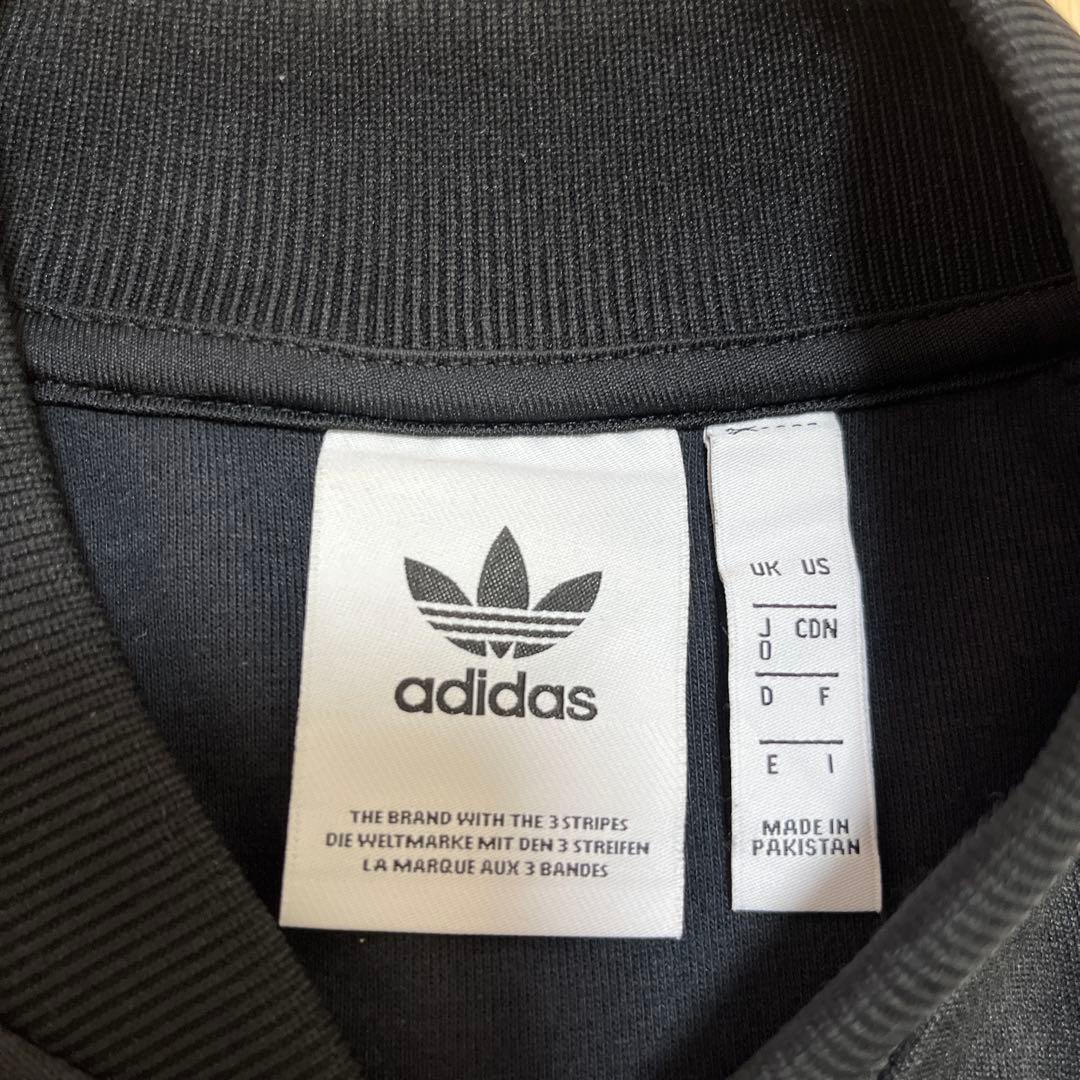 adidas
THE BRAND WITH THE 3 STRIPES
DIE WELTMARKE MIT DEN 3 STREIFEN
LA MARQUE AUX 3 BANDES
UK US
J CDN
O
D F
E I
MADE IN
PAKISTAN